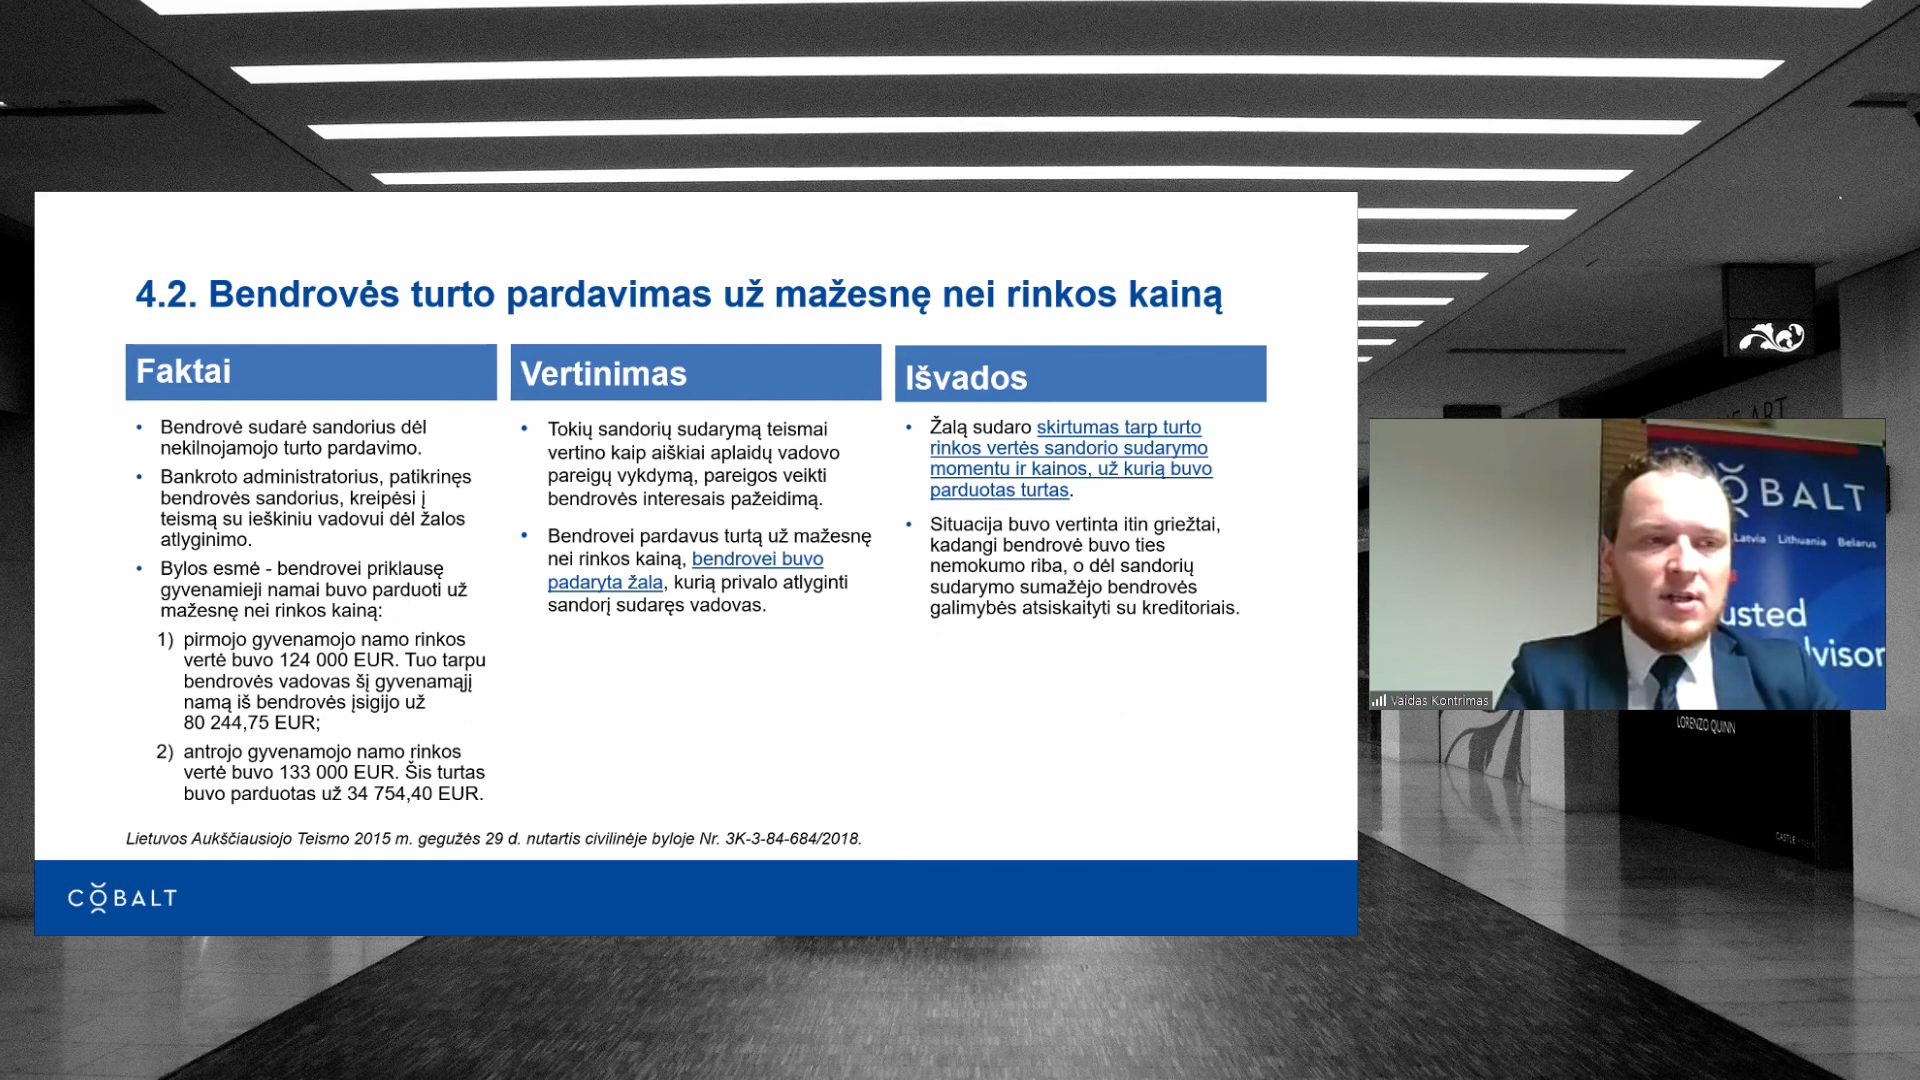 4.2. Bendrovės turto pardavimas už mažesnę nei rinkos kainą
Faktai
• Bendrovė sudarė sandorius dėl
nekilnojamojo turto pardavimo.
• Bankroto administratorius, patikrinęs
bendrovės sandorius, kreipėsi į
teismą su ieškiniu vadovui dėl žalos
atlyginimo.
• Bylos esmė - bendrovei priklausę
gyvenamieji namai buvo parduoti už
mažesnę nei rinkos kainą:
1) pirmojo gyvenamojo namo rinkos
vertė buvo 124 000 EUR. Tuo tarpu
bendrovės vadovas šį gyvenamąjį
namą iš bendrovės įsigijo už
80 244,75 EUR;
2) antrojo gyvenamojo namo rinkos
vertė buvo 133 000 EUR. Šis turtas
buvo parduotas už 34 754,40 EUR.
Vertinimas
• Tokių sandorių sudarymą teismai
vertino kaip aiškiai aplaidų vadovo
pareigų vykdymą, pareigos veikti
bendrovės interesais pažeidimą.
• Bendrovei pardavus turtą už mažesnę
nei rinkos kainą, bendrovei buvo
padaryta žala, kurią privalo atlyginti
sandorį sudaręs vadovas.
Išvados
• Žalą sudaro skirtumas tarp turto
rinkos vertės sandorio sudarymo
momentu ir kainos, už kurią buvo
parduotas turtas.
• Situacija buvo vertinta itin griežtai,
kadangi bendrovė buvo ties
nemokumo riba, o dėl sandorių
sudarymo sumažėjo bendrovės
galimybės atsiskaityti su kreditoriais.
Lietuvos Aukščiausiojo Teismo 2015 m. gegužės 29 d. nutartis civilinėje byloje Nr. 3K-3-84-684/2018.
COBALT
ART
COBALT
Latvia Lithuania Belarus
usted
lvisor
Vaidas Kontrimas
LORENZO QUINN
CASTLE